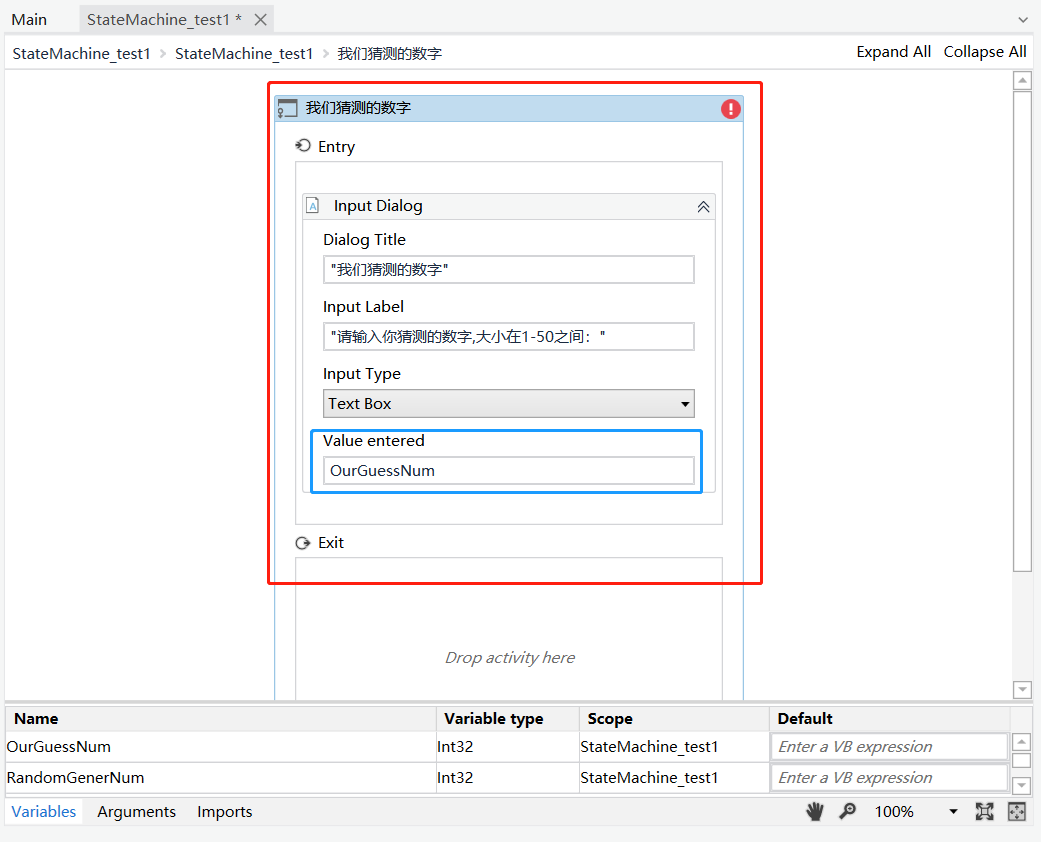 Main
StateMachine_test1 *
StateMachine_test1 > StateMachine_test1 > 我们猜测的数字
Expand All Collapse All
我们猜测的数字
Entry
Input Dialog
Dialog Title
"我们猜测的数字"
Input Label
"请输入你猜测的数字,大小在1-50之间："
Input Type
Text Box
Value entered
OurGuessNum
Exit
Drop activity here
Name Variable type Scope Default
OurGuessNum Int32 StateMachine_test1 Enter a VB expression
RandomGenerNum Int32 StateMachine_test1 Enter a VB expression
Variables Arguments Imports 100%